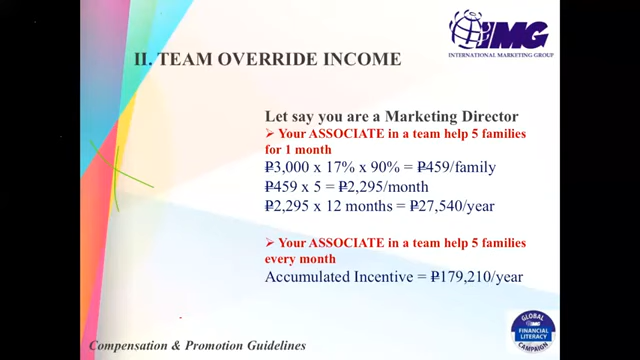 IMG
INTERNATIONAL MARKETING GROUP
II. TEAM OVERRIDE INCOME
Let say you are a Marketing Director
➢ Your ASSOCIATE in a team help 5 families
for 1 month
₱3,000 x 17% x 90% = ₱459/family
₱459 x 5 = ₱2,295/month
₱2,295 x 12 months = ₱27,540/year
➢ Your ASSOCIATE in a team help 5 families
every month
Accumulated Incentive = ₱179,210/year
GLOBAL
IMG
FINANCIAL
LITERACY
CAMPAIGN
Compensation & Promotion Guidelines